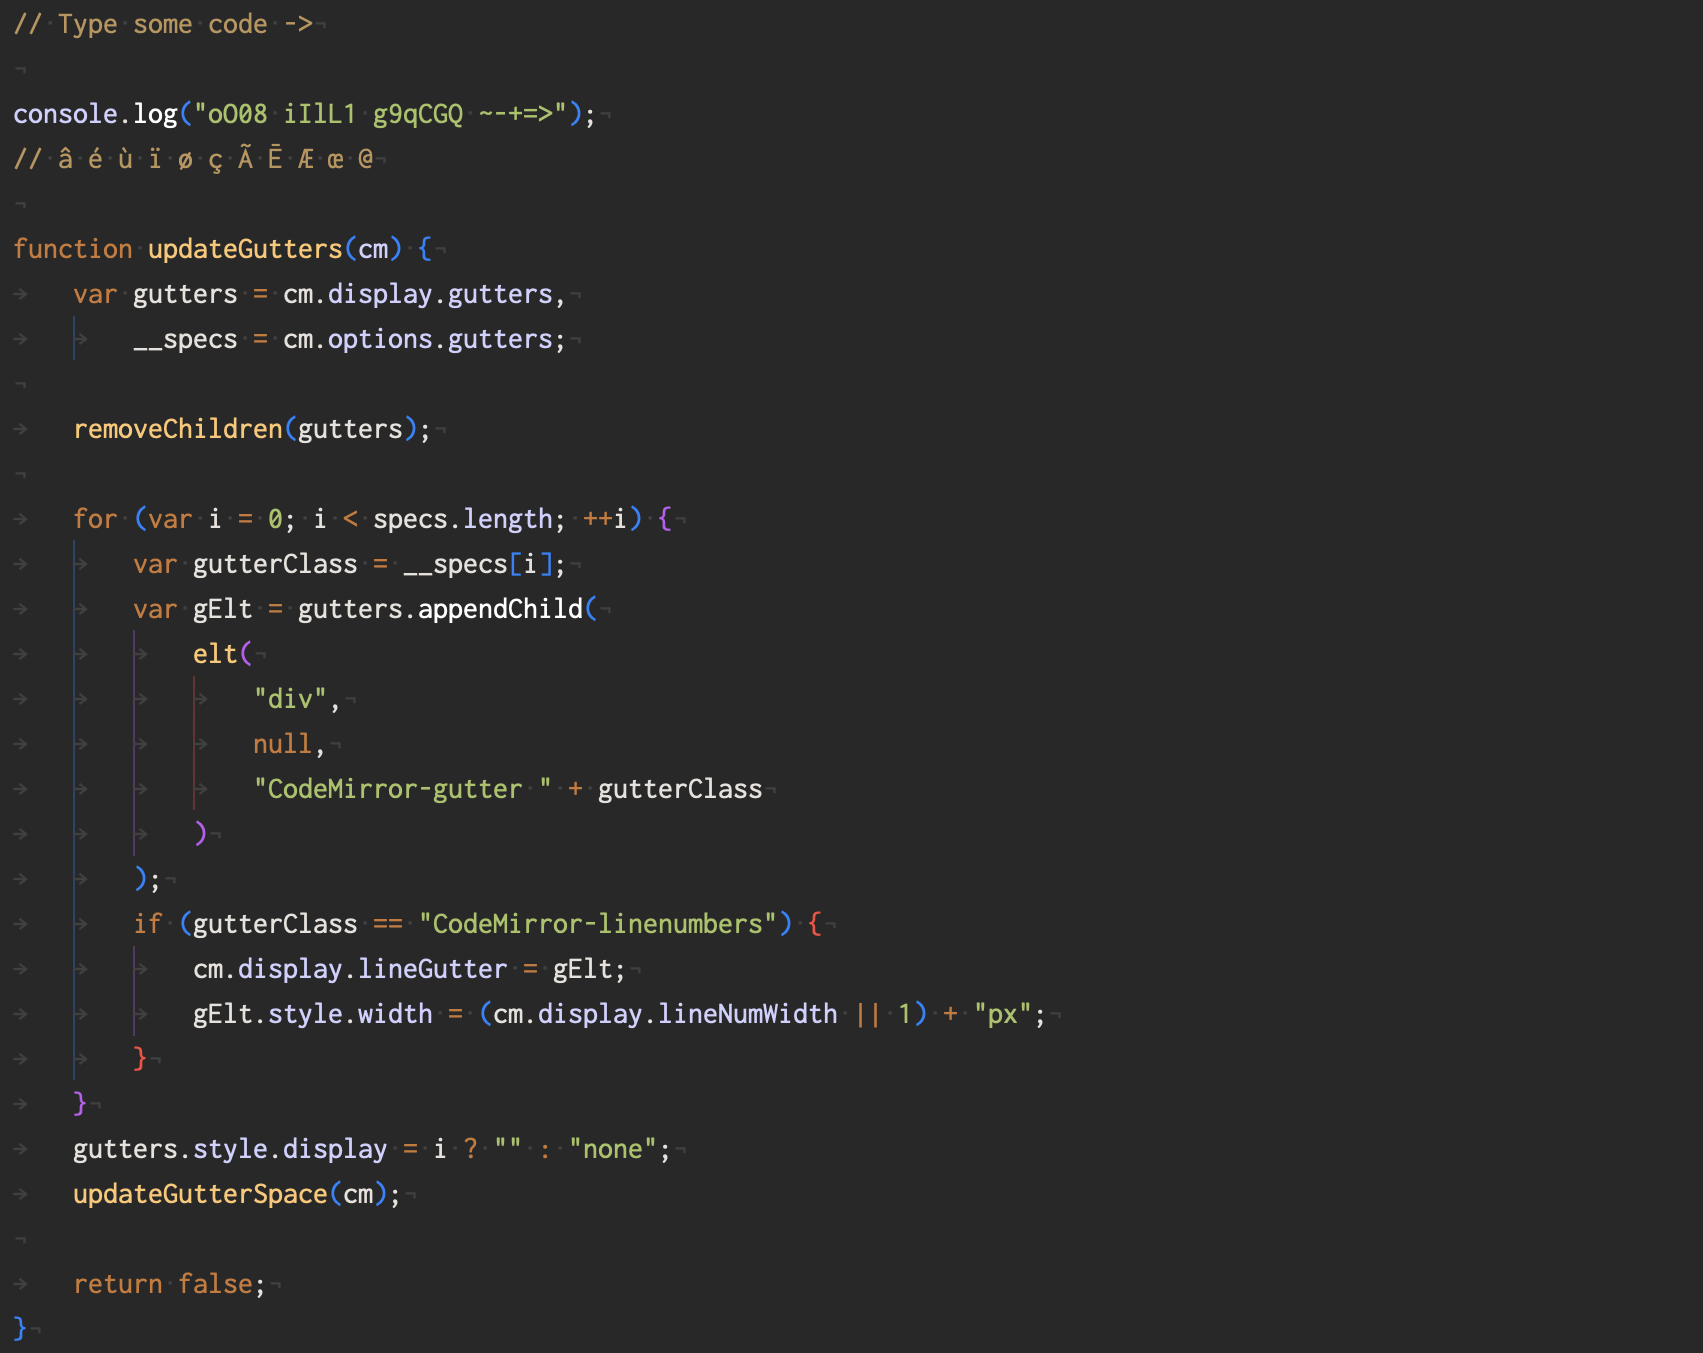 // Type some code ->
console.log("oO08 iIlL1 g9qCGQ ~-+=>");
// â é ù ï ø ç Ã Ē Æ œ @
function updateGutters(cm) {
    var gutters = cm.display.gutters,
        __specs = cm.options.gutters;
    removeChildren(gutters);
    for (var i = 0; i < specs.length; ++i) {
        var gutterClass = __specs[i];
        var gElt = gutters.appendChild(
            elt(
                "div",
                null,
                "CodeMirror-gutter " + gutterClass
            )
        );
        if (gutterClass == "CodeMirror-linenumbers") {
            cm.display.lineGutter = gElt;
            gElt.style.width = (cm.display.lineNumWidth || 1) + "px";
        }
    }
    gutters.style.display = i ? "" : "none";
    updateGutterSpace(cm);
    return false;
}